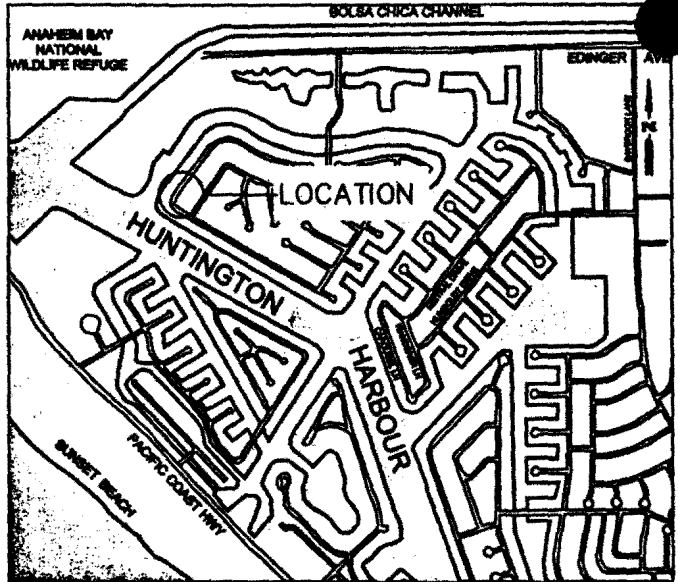 BOLSA CHICA CHANNEL
ANAHEIM BAY
NATIONAL
WILDLIFE REFUGE
EDINGER AVE
N
LOCATION
HUNTINGTON
HARBOUR
SUNSET BEACH
PACIFIC COAST HWY